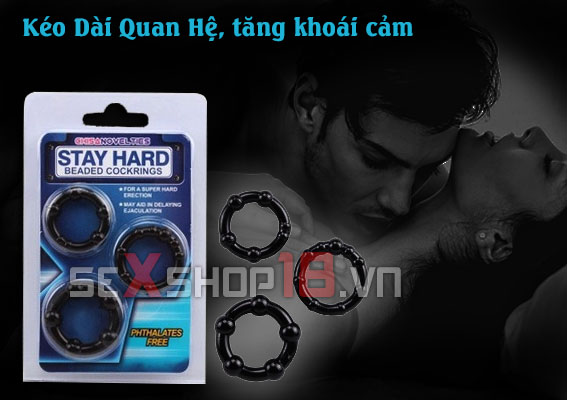 Kéo Dài Quan Hệ, tăng khoái cảm
CHISA NOVELTIES
STAY HARD
BEADED COCKRINGS
• FOR A SUPER HARD
ERECTION
• MAY AID IN DELAYING
EJACULATION
sexshop18.vn
PHTHALATES
FREE